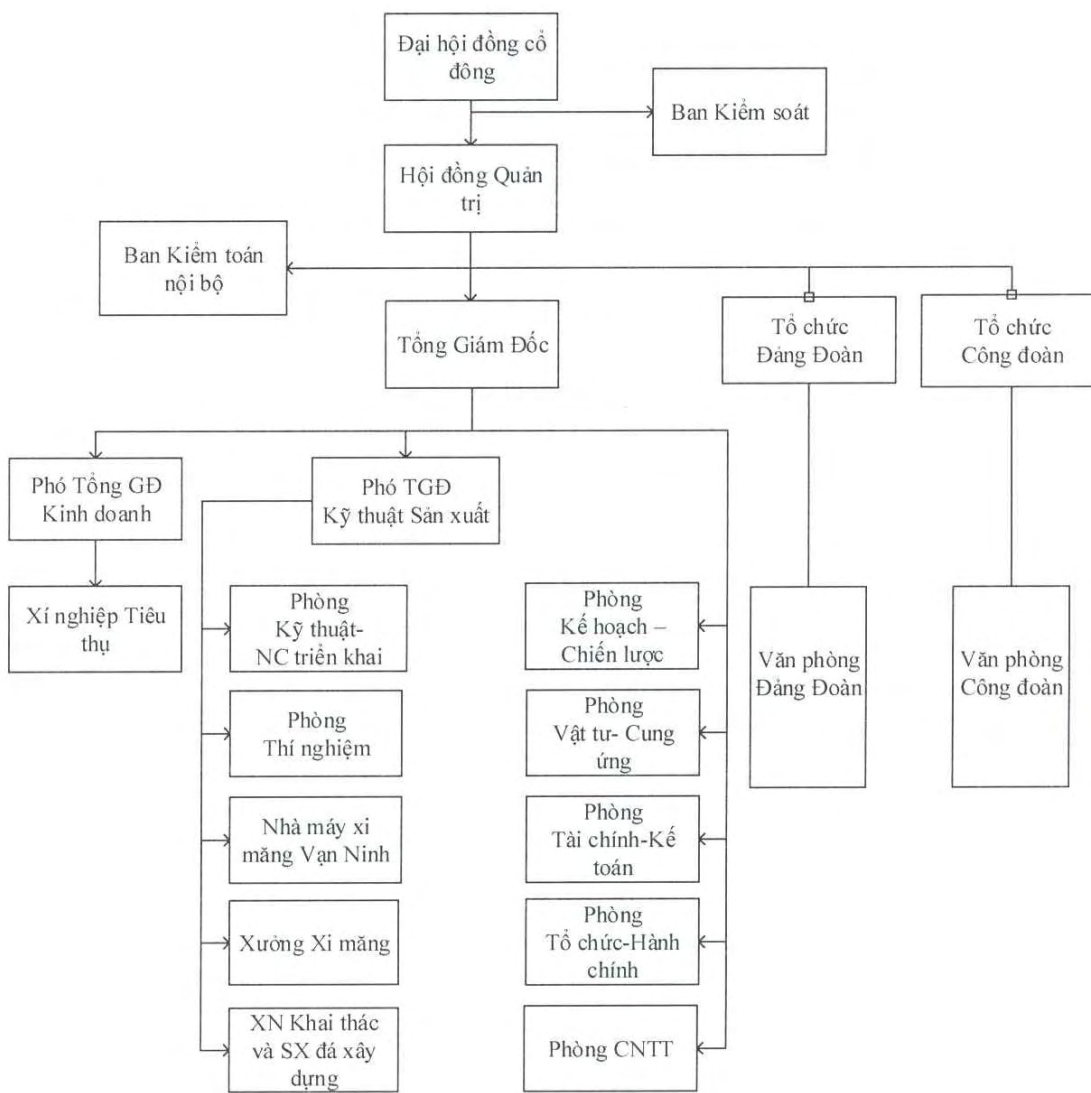 Đại hội đồng cổ
đông
Ban Kiểm soát
Hội đồng Quản
trị
Ban Kiểm toán
nội bộ
Tổng Giám Đốc
Tổ chức
Đảng Đoàn
Tổ chức
Công đoàn
Phó Tổng GĐ
Kinh doanh
Phó TGĐ
Kỹ thuật Sản xuất
Xí nghiệp Tiêu
thụ
Phòng
Kỹ thuật-
NC triển khai
Phòng
Kế hoạch –
Chiến lược
Văn phòng
Đảng Đoàn
Văn phòng
Công đoàn
Phòng
Thí nghiệm
Phòng
Vật tư- Cung
ứng
Nhà máy xi
măng Vạn Ninh
Phòng
Tài chính-Kế
toán
Xưởng Xi măng
Phòng
Tổ chức-Hành
chính
XN Khai thác
và SX đá xây
dựng
Phòng CNTT